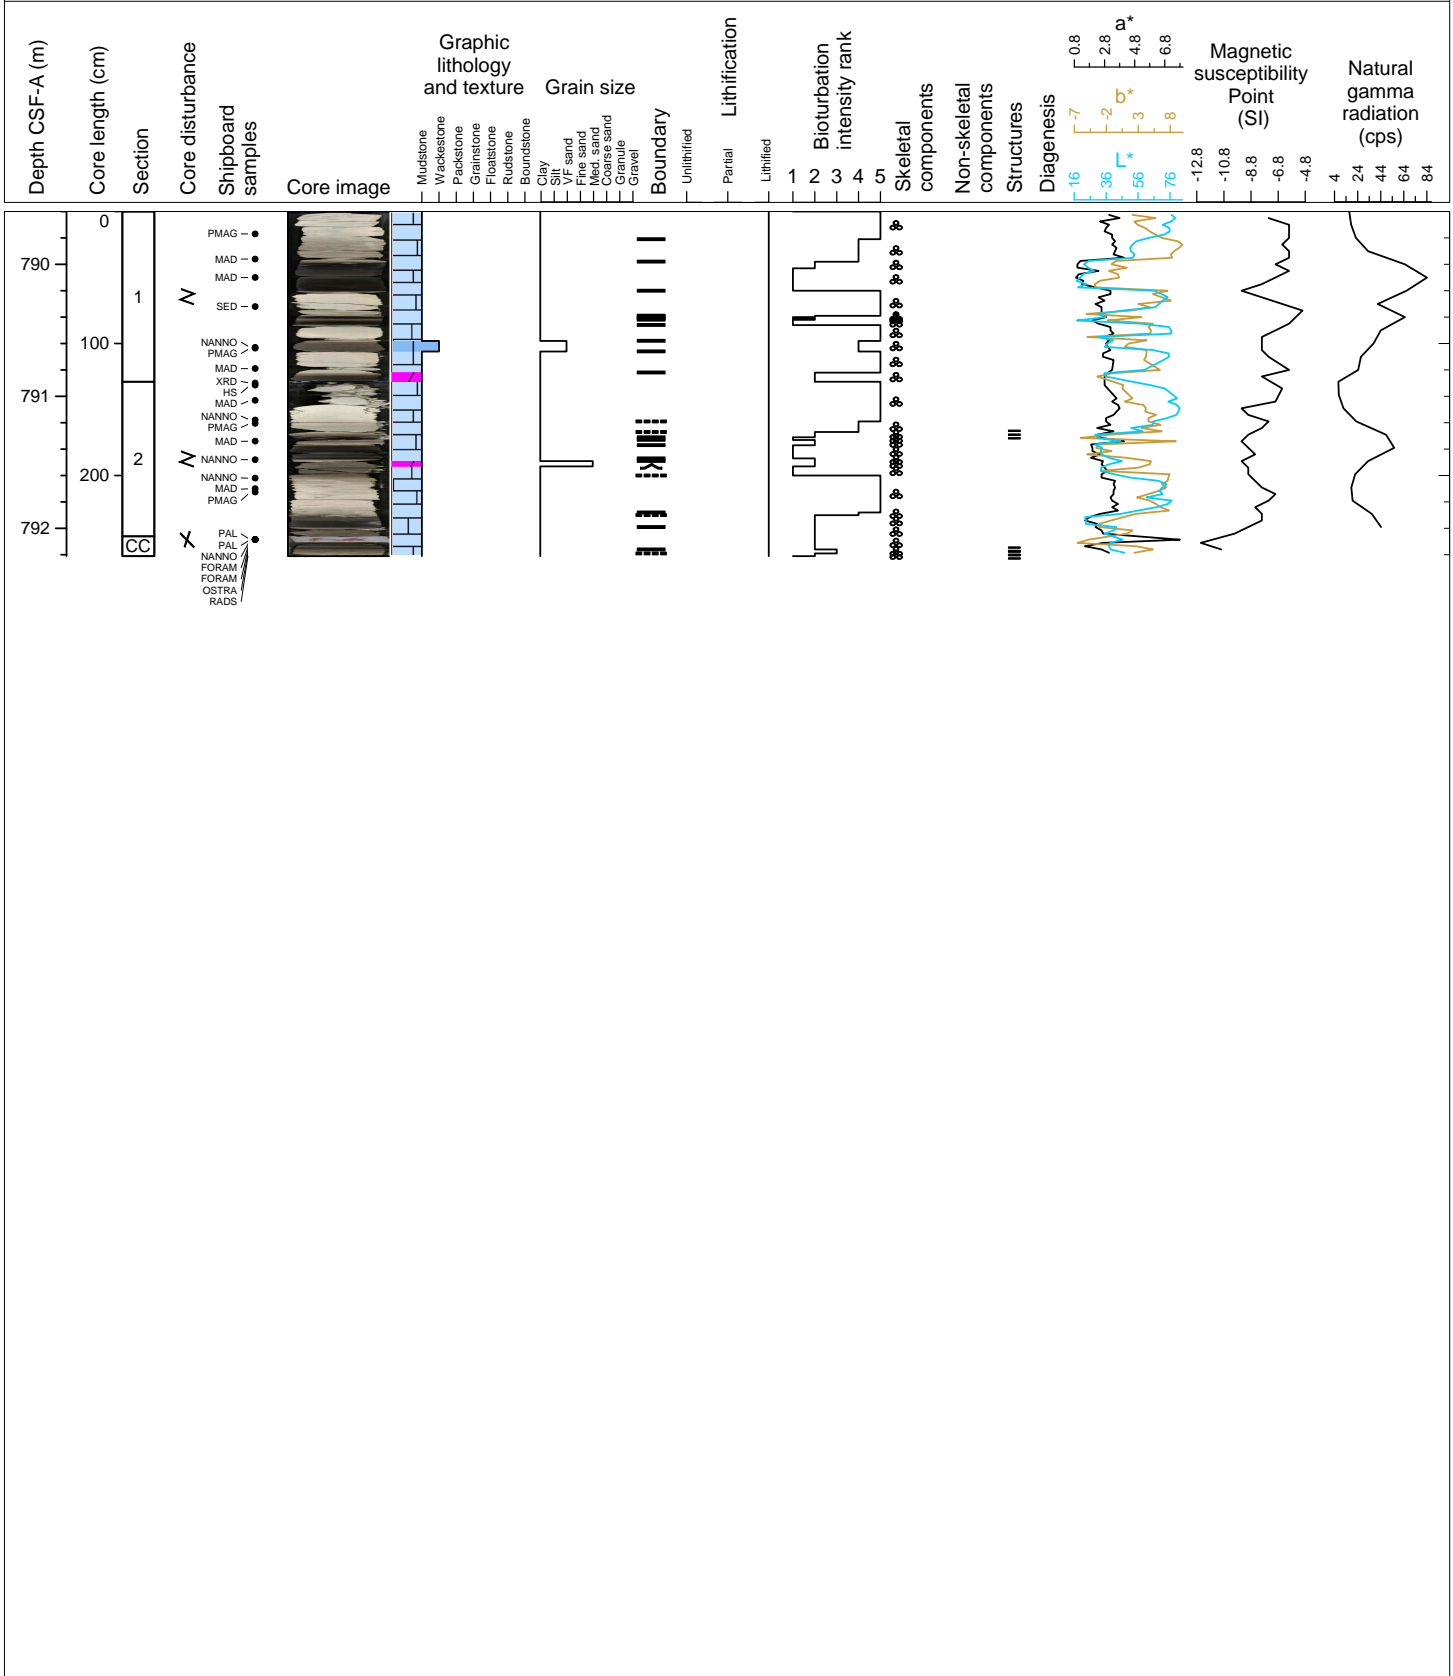 Depth CSF-A (m)
Core length (cm)
Section
Core disturbance
Shipboard
samples
Core image
Graphic
lithology
and texture
Mudstone
Wackestone
Packstone
Grainstone
Floatstone
Rudstone
Boundstone
Grain size
Clay
Silt
VF sand
Fine sand
Med. sand
Coarse sand
Granule
Gravel
Boundary
Lithification
Unlithified
Partial
Lithified
Bioturbation
intensity rank
1 2 3 4 5
Skeletal
components
Non-skeletal
components
Structures
Diagenesis
a*
0.8 2.8 4.8 6.8
b*
-7 -2 3 8
L*
16 36 56 76
Magnetic
susceptibility
Point
(SI)
-12.8 -10.8 -8.8 -6.8 -4.8
Natural
gamma
radiation
(cps)
4 24 44 64 84
790
791
792
0
100
200
1
2
CC
PMAG
MAD
MAD
SED
NANNO
PMAG
MAD
XRD
HS
MAD
NANNO
PMAG
MAD
NANNO
NANNO
MAD
PMAG
PAL
PAL
NANNO
FORAM
FORAM
OSTRA
RADS